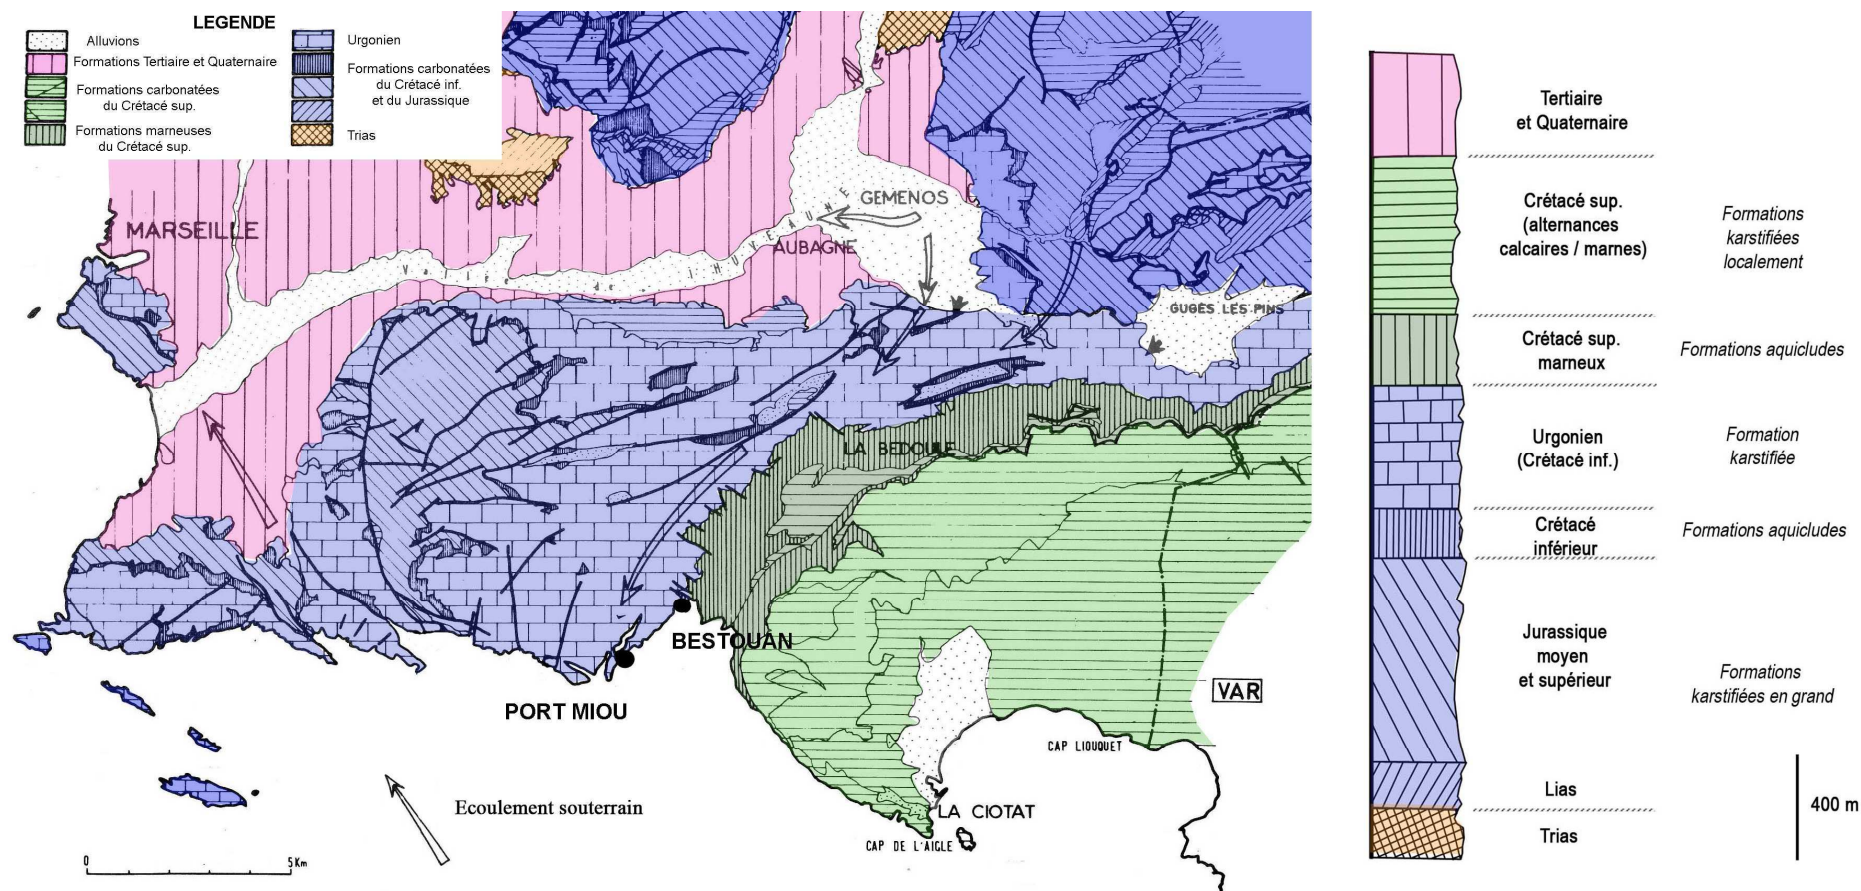 LEGENDE
Alluvions
Formations Tertiaire et Quaternaire
Formations carbonatées
du Crétacé sup.
Formations marneuses
du Crétacé sup.
Urgonien
Formations carbonatées
du Crétacé inf.
et du Jurassique
Trias
MARSEILLE
GEMENOS
AUBAGNE
Vallée de l'HUVEAUNE
CUGES LES PINS
LA BEDOULE
BESTOUAN
PORT MIOU
VAR
CAP LIOUQUET
LA CIOTAT
CAP DE L'AIGLE
Ecoulement souterrain
0 5 Km
Tertiaire
et Quaternaire
Crétacé sup.
(alternances
calcaires / marnes)
Formations
karstifiées
localement
Crétacé sup.
marneux
Formations aquicludes
Urgonien
(Crétacé inf.)
Formation
karstifiée
Crétacé
inférieur
Formations aquicludes
Jurassique
moyen
et supérieur
Formations
karstifiées en grand
Lias
Trias
400 m